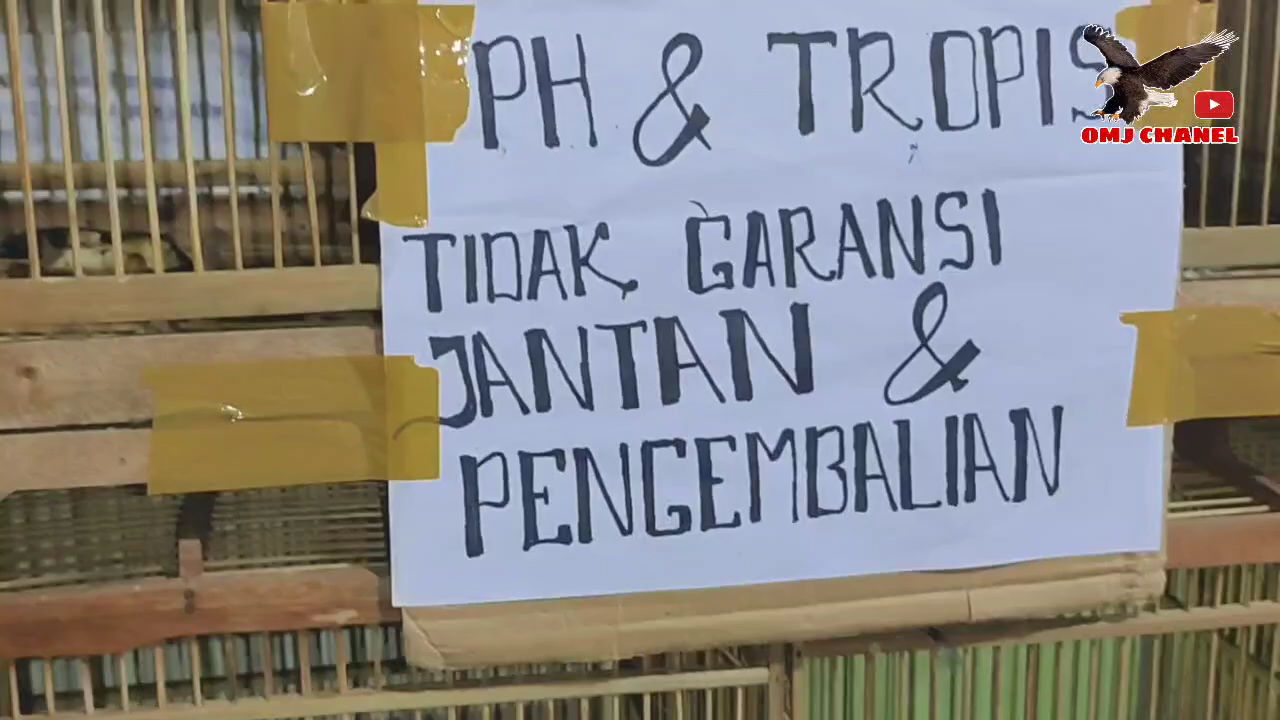 PH & TROPIS
OMJ CHANEL
TIDAK GARANSI
JANTAN &
PENGEMBALIAN